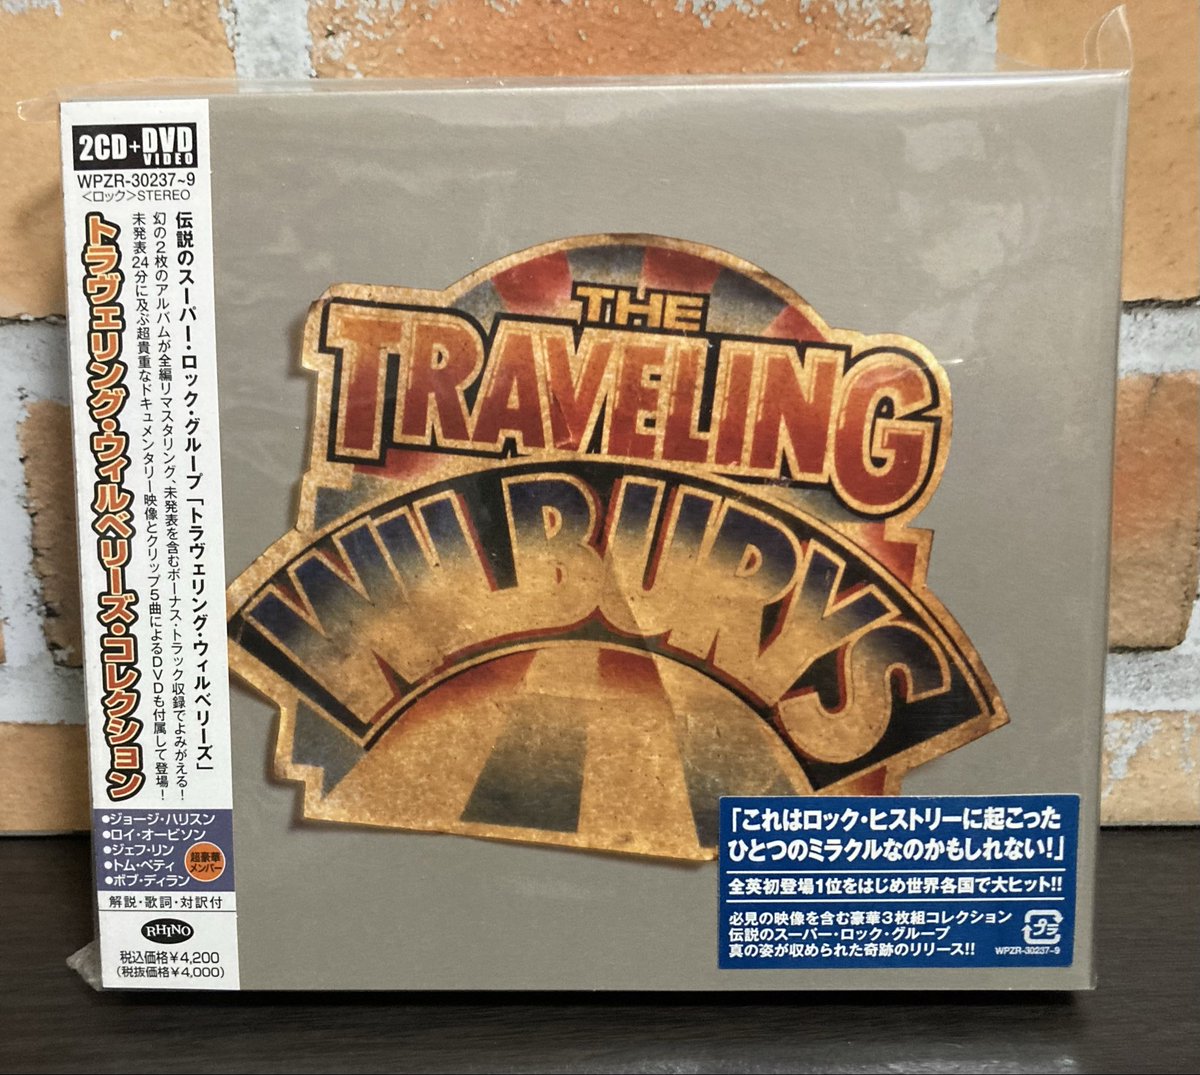 2CD+DVD
VIDEO
WPZR-30237~9
<ロック>STEREO
伝説のスーパー・ロック・グループ「トラヴェリング・ウィルベリーズ」
幻の2枚のアルバムが全編リマスタリング、未発表を含むボーナス・トラック収録でよみがえる!
未発表24分に及ぶ超貴重なドキュメンタリー映像とクリップ5曲によるDVDも付属して登場!
トラヴェリング・ウィルベリーズ・コレクション
●ジョージ・ハリスン
●ロイ・オービソン
●ジェフ・リン
●トム・ペティ
●ボブ・ディラン
超豪華
メンバー
解説・歌詞・対訳付
RHINO
税込価格¥4,200
(税抜価格¥4,000)
THE
TRAVELING
WILBURYS
「これはロック・ヒストリーに起こった
ひとつのミラクルなのかもしれない!」
全英初登場1位をはじめ世界各国で大ヒット!!
必見の映像を含む豪華3枚組コレクション
伝説のスーパー・ロック・グループ
真の姿が収められた奇跡のリリース!!
プラ
WPZR-30237~9